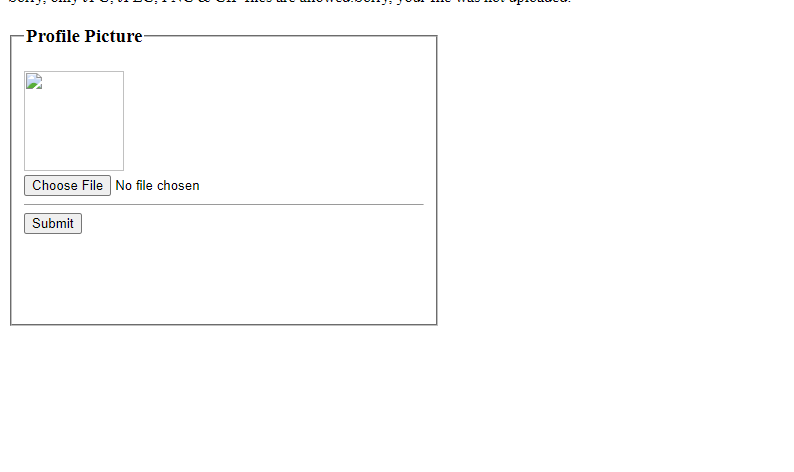 Sorry, only JPG, JPEG, PNG & GIF files are allowed.Sorry, your file was not uploaded.
Profile Picture
Choose File No file chosen
Submit